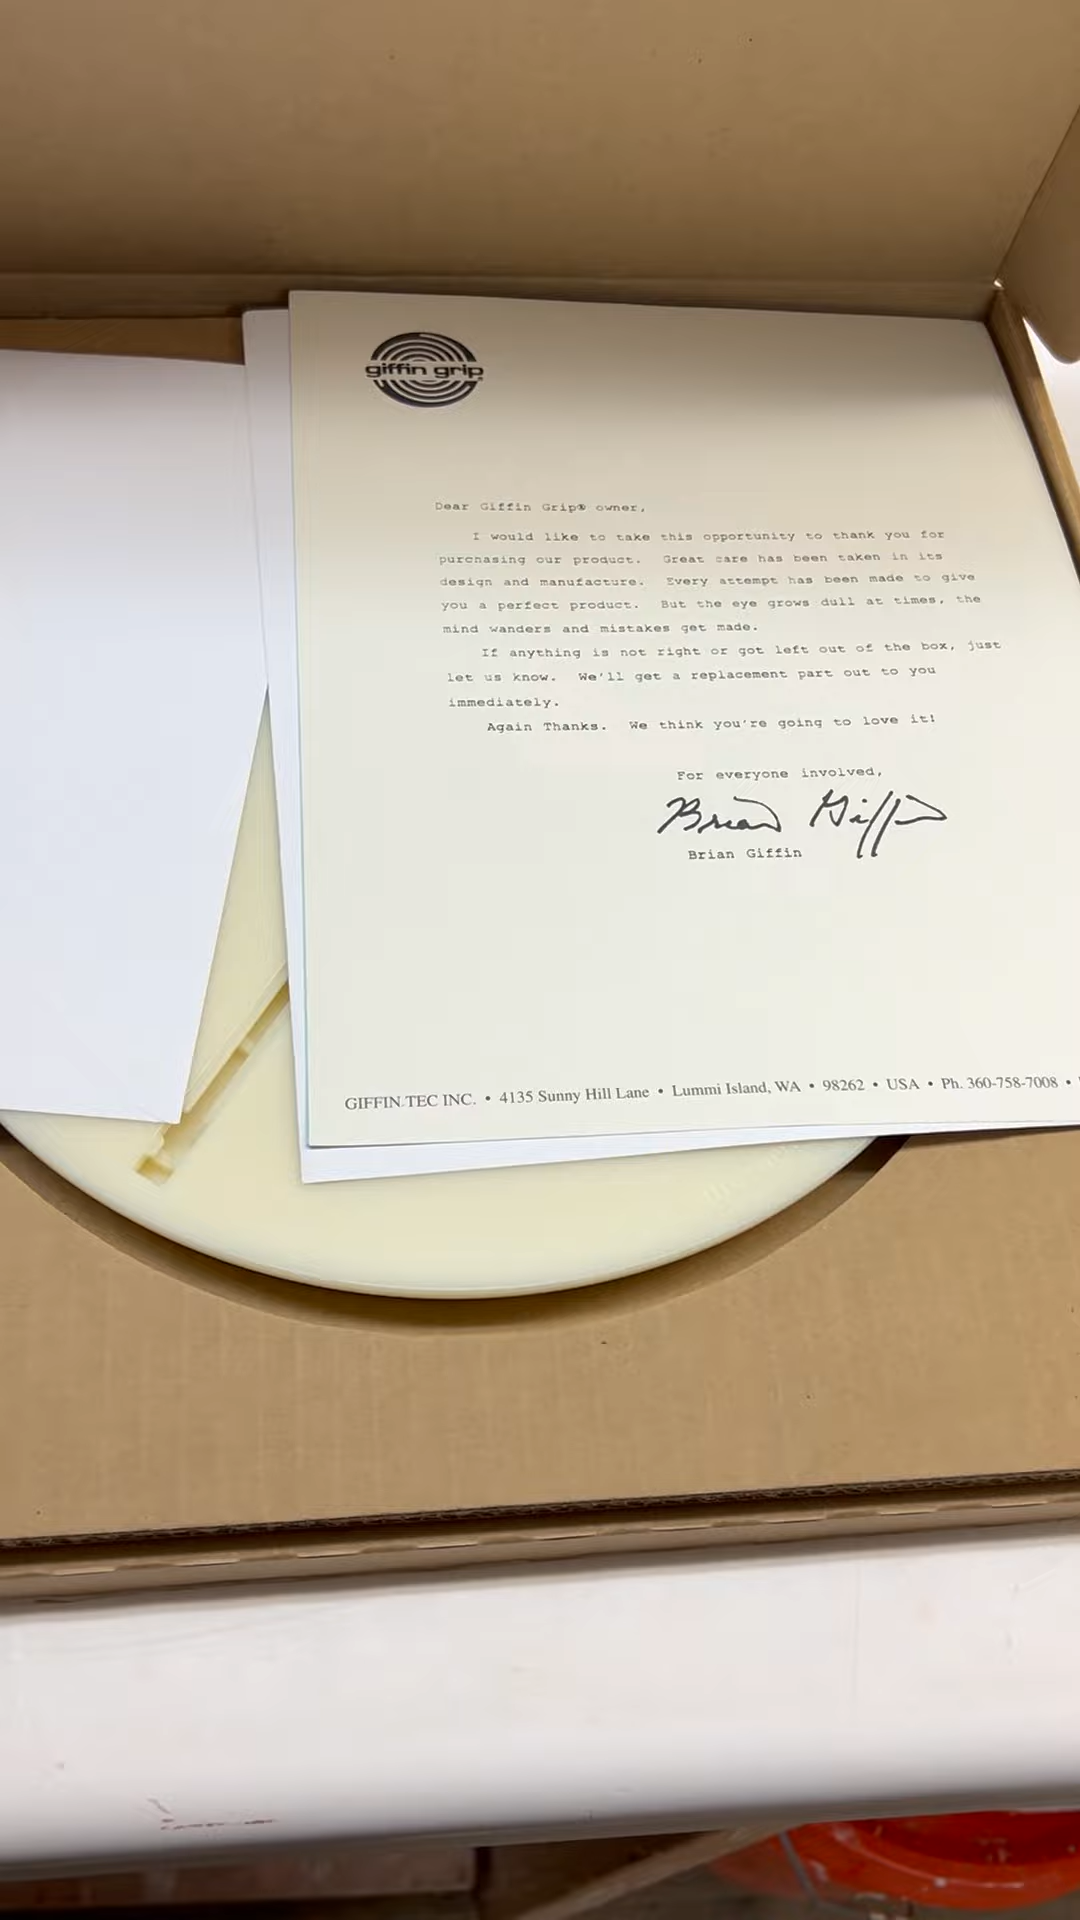 giffin grip®
Dear Giffin Grip® owner,
I would like to take this opportunity to thank you for
purchasing our product. Great care has been taken in its
design and manufacture. Every attempt has been made to give
you a perfect product. But the eye grows dull at times, the
mind wanders and mistakes get made.
If anything is not right or got left out of the box, just
let us know. We'll get a replacement part out to you
immediately.
Again Thanks. We think you're going to love it!
For everyone involved,
Brian Giffin
Brian Giffin
GIFFIN TEC INC. • 4135 Sunny Hill Lane • Lummi Island, WA • 98262 • USA • Ph. 360-758-7008 •